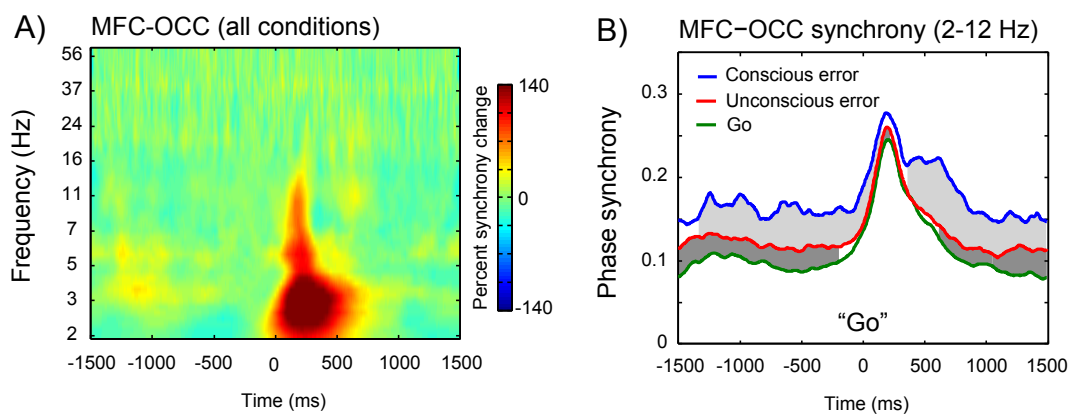 A) MFC-OCC (all conditions)
Frequency (Hz)
56
37
24
16
11
7
5
3
2
-1500 -1000 -500 0 500 1000 1500
Time (ms)
Percent synchrony change
140
0
-140
B) MFC−OCC synchrony (2-12 Hz)
Phase synchrony
0.3
0.2
0.1
0
Conscious error
Unconscious error
Go
“Go”
-1500 -1000 -500 0 500 1000 1500
Time (ms)